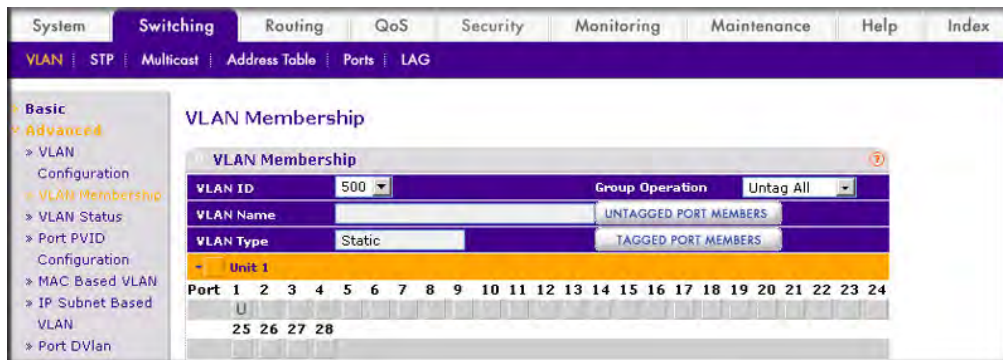 System Switching Routing QoS Security Monitoring Maintenance Help Index
VLAN STP Multicast Address Table Ports LAG
Basic
Advanced
» VLAN
Configuration
» VLAN Membership
» VLAN Status
» Port PVID
Configuration
» MAC Based VLAN
» IP Subnet Based
VLAN
» Port DVlan
VLAN Membership
VLAN Membership ?
VLAN ID 500 Group Operation Untag All
VLAN Name UNTAGGED PORT MEMBERS
VLAN Type Static TAGGED PORT MEMBERS
Unit 1
Port 1 2 3 4 5 6 7 8 9 10 11 12 13 14 15 16 17 18 19 20 21 22 23 24
U
25 26 27 28